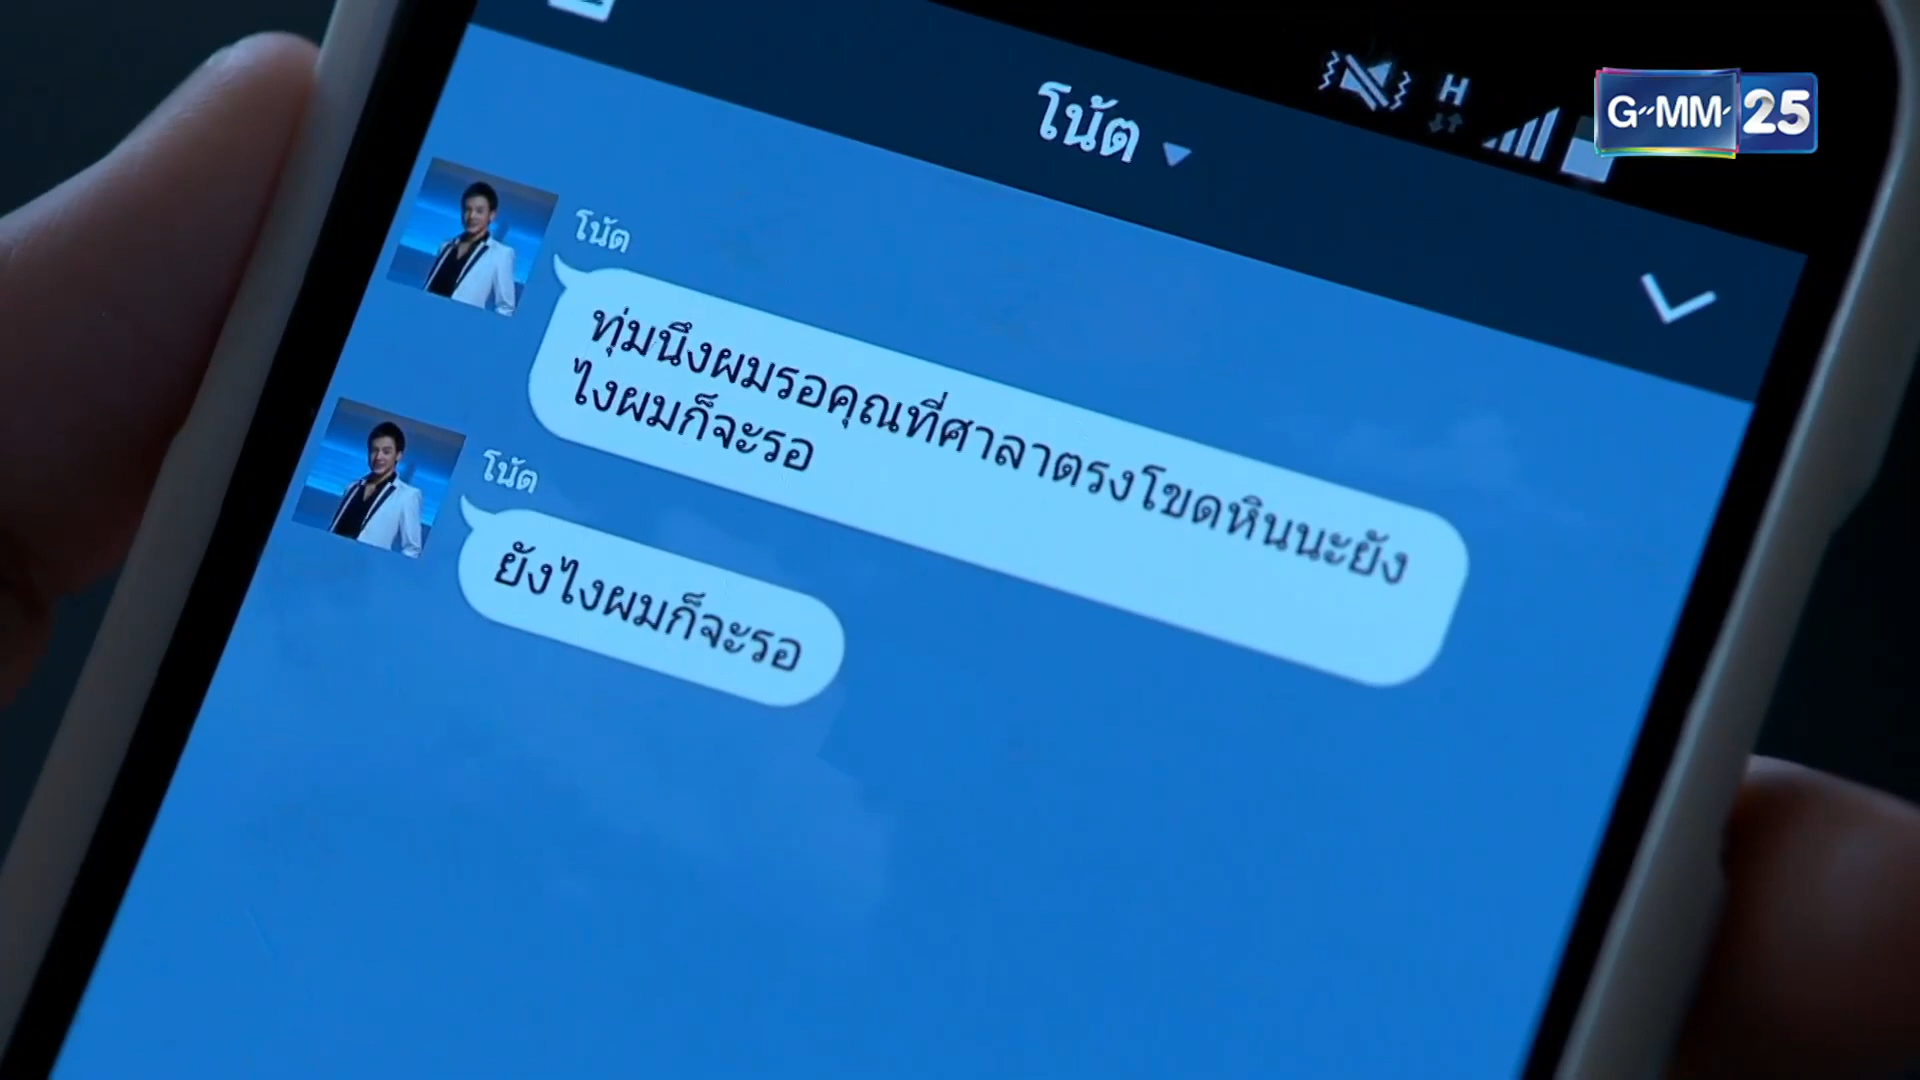 GMM 25
H
โน้ต
โน้ต
ทุ่มนึงผมรอคุณที่ศาลาตรงโขดหินนะยัง
ไงผมก็จะรอ
โน้ต
ยังไงผมก็จะรอ